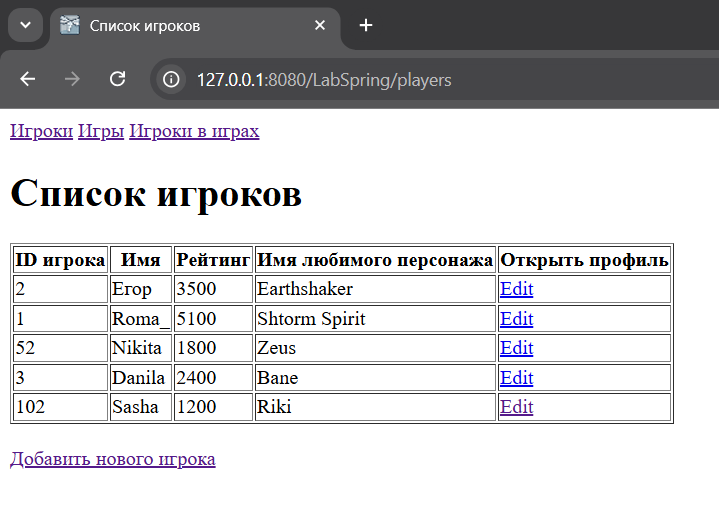 Список игроков
127.0.0.1:8080/LabSpring/players
Игроки Игры Игроки в играх
Список игроков
ID игрока Имя Рейтинг Имя любимого персонажа Открыть профиль
2 Егор 3500 Earthshaker Edit
1 Roma_ 5100 Shtorm Spirit Edit
52 Nikita 1800 Zeus Edit
3 Danila 2400 Bane Edit
102 Sasha 1200 Riki Edit
Добавить нового игрока